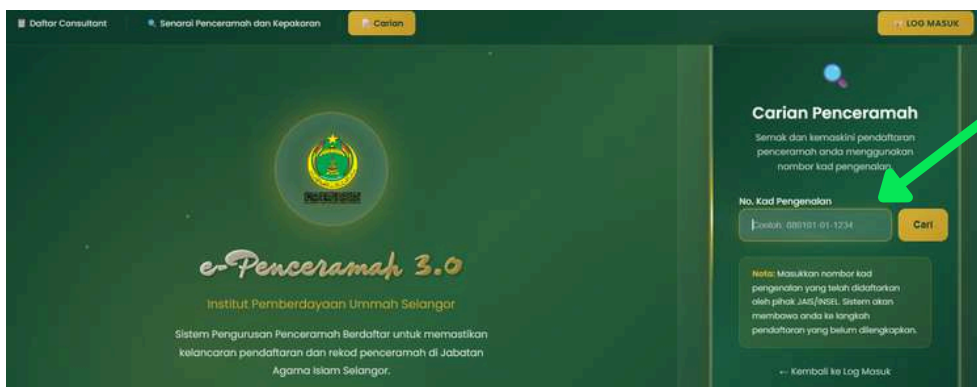 Daftar Consultant
Senarai Penceramah dan Kepakaran
Carian
LOG MASUK
e-Penceramah 3.0
Institut Pemberdayaan Ummah Selangor
Sistem Pengurusan Penceramah Berdaftar untuk memastikan
kelancaran pendaftaran dan rekod penceramah di Jabatan
Agama Islam Selangor.
Carian Penceramah
Semak dan kemaskini pendaftaran
penceramah anda menggunakan
nombor kad pengenalan.
No. Kad Pengenalan
Contoh: 080101-01-1234
Cari
Nota: Masukkan nombor kad
pengenalan yang telah didaftarkan
oleh pihak JAIS/INSEL. Sistem akan
membawa anda ke langkah
pendaftaran yang belum dilengkapkan.
← Kembali ke Log Masuk